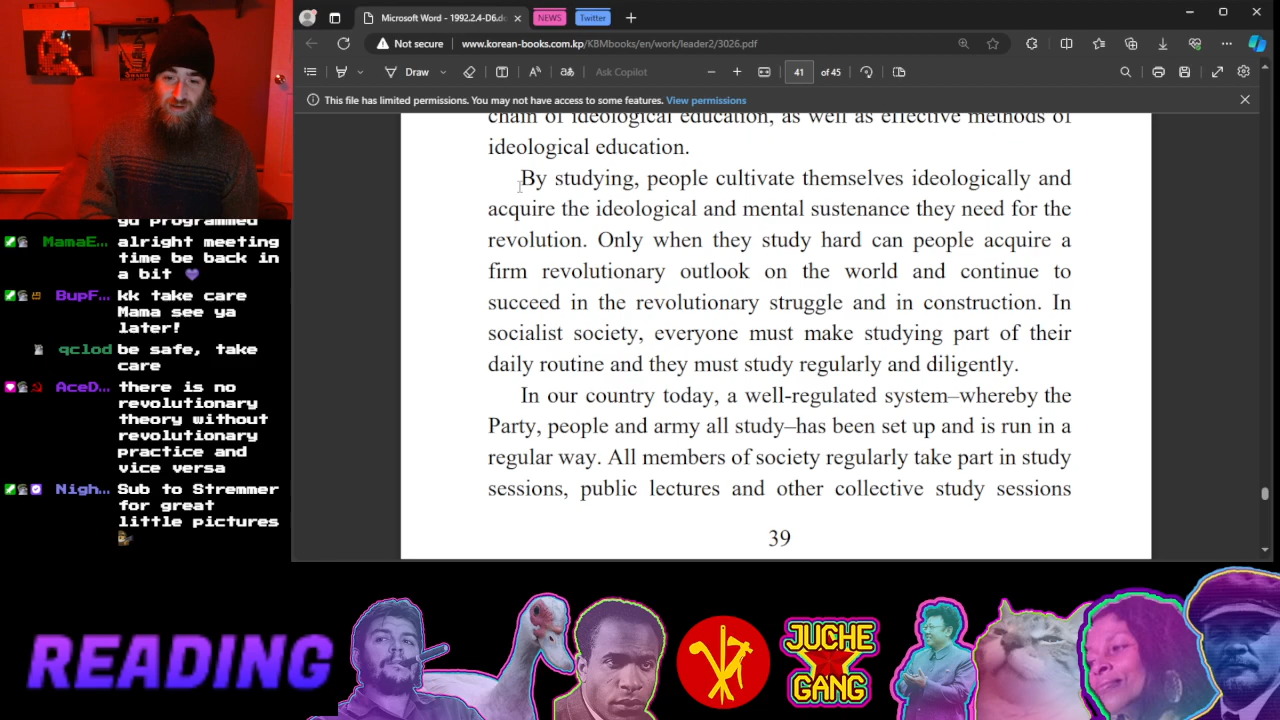 Microsoft Word - 1992.2.4-D6.do
NEWS
Twitter
Not secure
www.korean-books.com.kp/KBMbooks/en/work/leader2/3026.pdf
Draw
Ask Copilot
41 of 45
This file has limited permissions. You may not have access to some features. View permissions
chain of ideological education, as well as effective methods of
ideological education.
By studying, people cultivate themselves ideologically and
acquire the ideological and mental sustenance they need for the
revolution. Only when they study hard can people acquire a
firm revolutionary outlook on the world and continue to
succeed in the revolutionary struggle and in construction. In
socialist society, everyone must make studying part of their
daily routine and they must study regularly and diligently.
In our country today, a well-regulated system–whereby the
Party, people and army all study–has been set up and is run in a
regular way. All members of society regularly take part in study
sessions, public lectures and other collective study sessions
39
programmed
MamaE... alright meeting
time be back in
a bit
BupF... kk take care
Mama see ya
later!
qclod be safe, take
care
AceD... there is no
revolutionary
theory without
revolutionary
practice and
vice versa
Nigh... Sub to Stremmer
for great
little pictures
READING
JUCHE
GANG